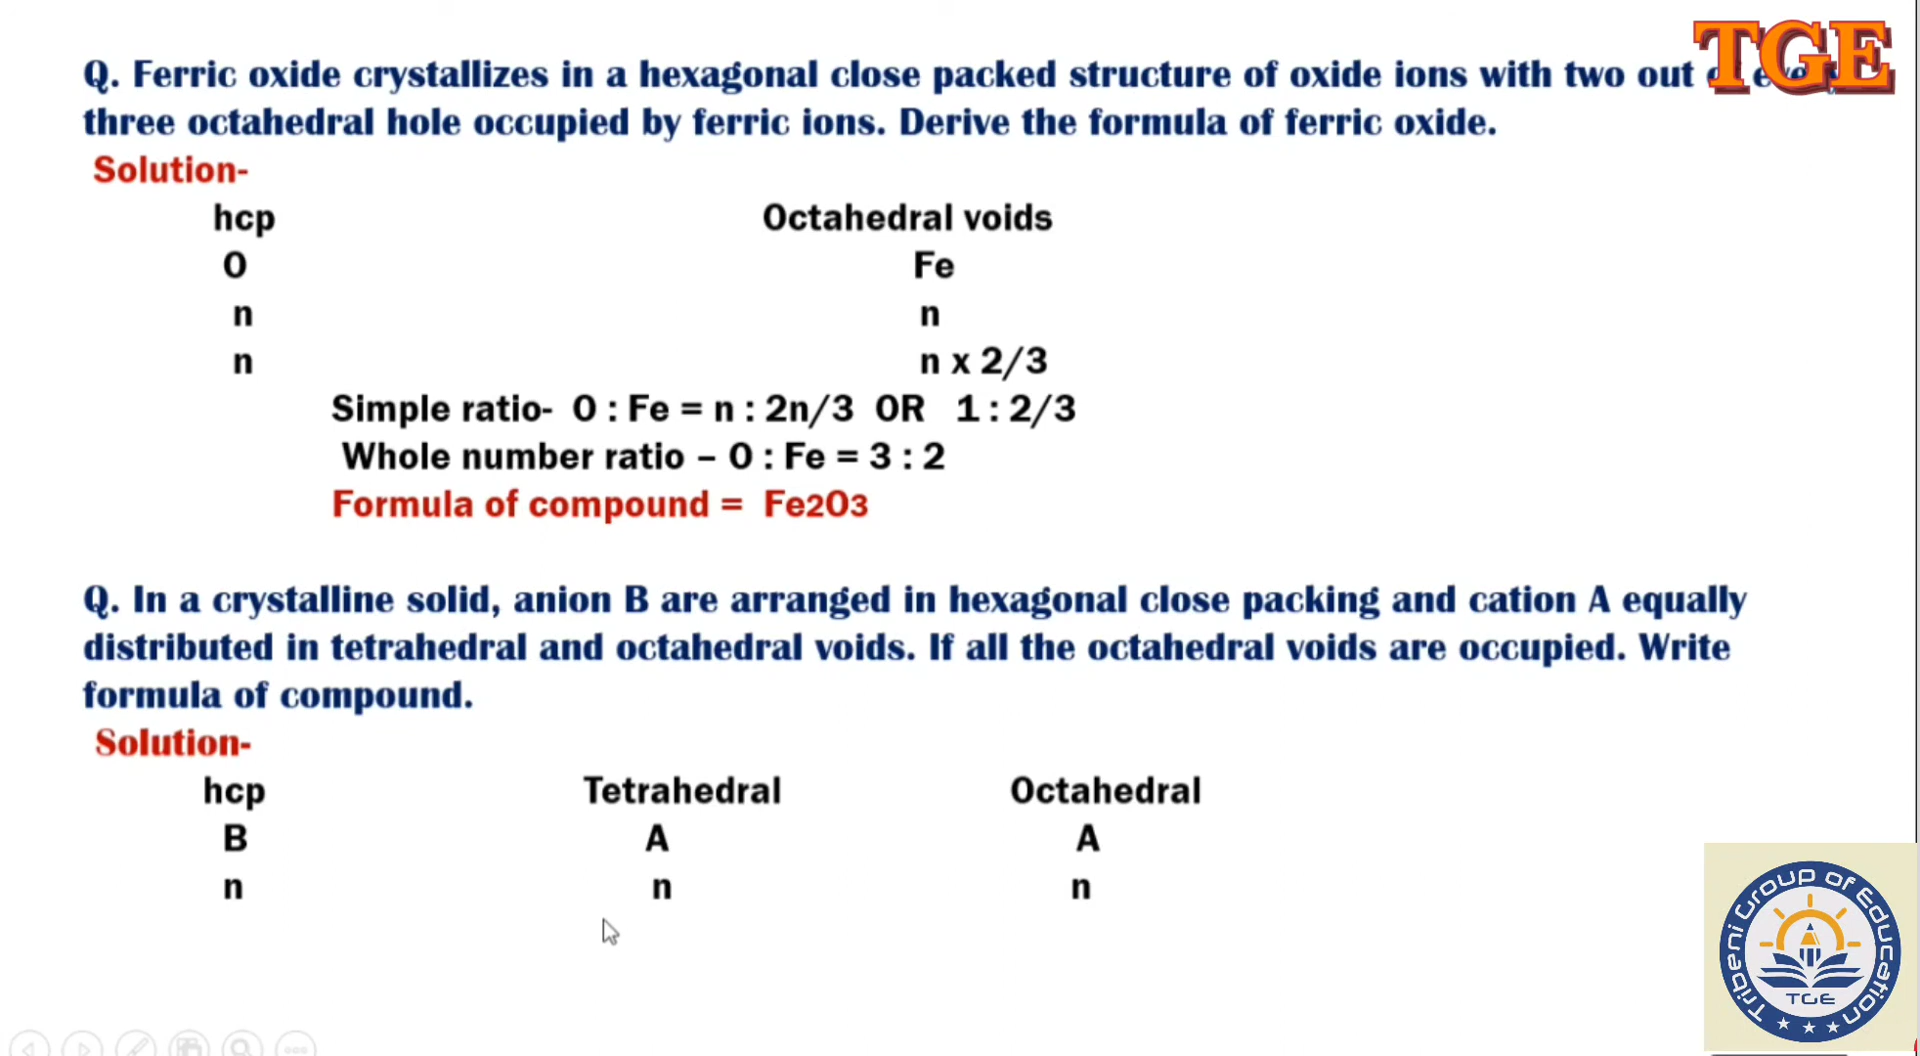 TGE
Q. Ferric oxide crystallizes in a hexagonal close packed structure of oxide ions with two out
three octahedral hole occupied by ferric ions. Derive the formula of ferric oxide.
Solution-
hcp Octahedral voids
O Fe
n n
n n x 2/3
Simple ratio- O : Fe = n : 2n/3 OR 1 : 2/3
Whole number ratio – O : Fe = 3 : 2
Formula of compound = Fe2O3
Q. In a crystalline solid, anion B are arranged in hexagonal close packing and cation A equally
distributed in tetrahedral and octahedral voids. If all the octahedral voids are occupied. Write
formula of compound.
Solution-
hcp Tetrahedral Octahedral
B A A
n n n
Tribeni Group of Education
TGE